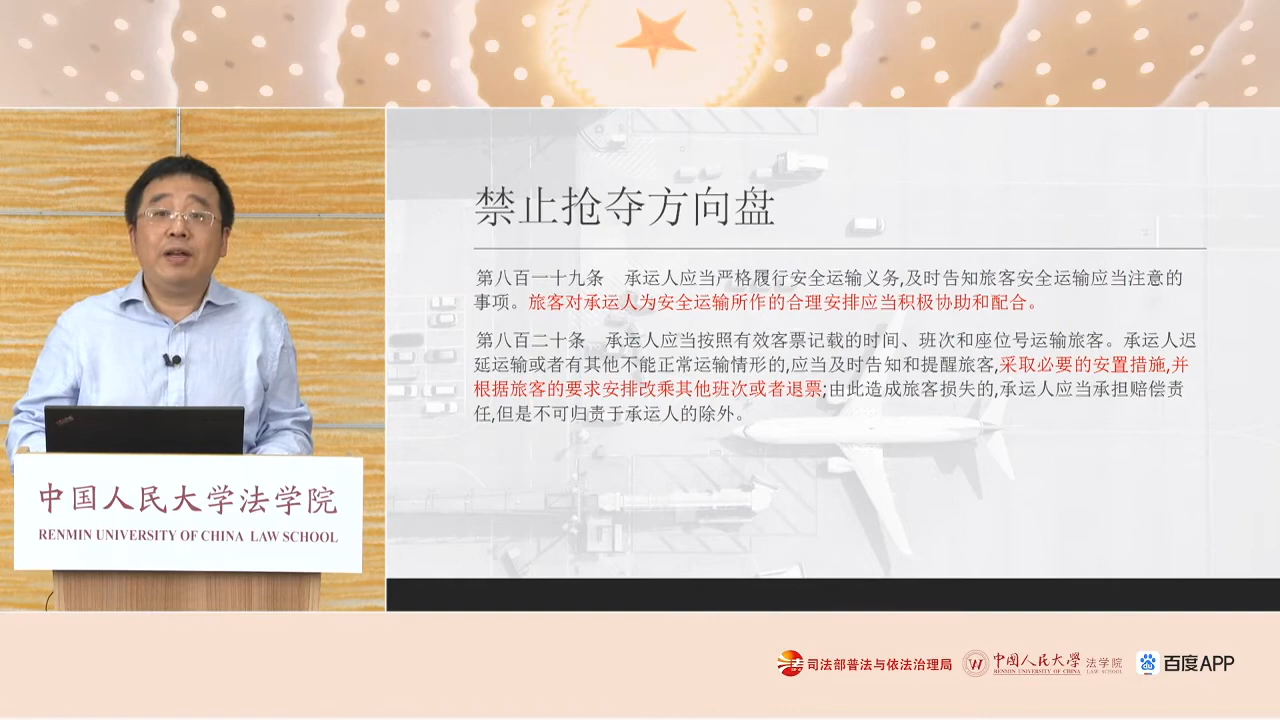 禁止抢夺方向盘
第八百一十九条 承运人应当严格履行安全运输义务,及时告知旅客安全运输应当注意的
事项。旅客对承运人为安全运输所作的合理安排应当积极协助和配合。
第八百二十条 承运人应当按照有效客票记载的时间、班次和座位号运输旅客。承运人迟
延运输或者有其他不能正常运输情形的,应当及时告知和提醒旅客,采取必要的安置措施,并
根据旅客的要求安排改乘其他班次或者退票;由此造成旅客损失的,承运人应当承担赔偿责
任,但是不可归责于承运人的除外。
中国人民大学法学院
RENMIN UNIVERSITY OF CHINA LAW SCHOOL
司法部普法与依法治理局
中国人民大学 法学院
RENMIN UNIVERSITY OF CHINA LAW SCHOOL
百度APP